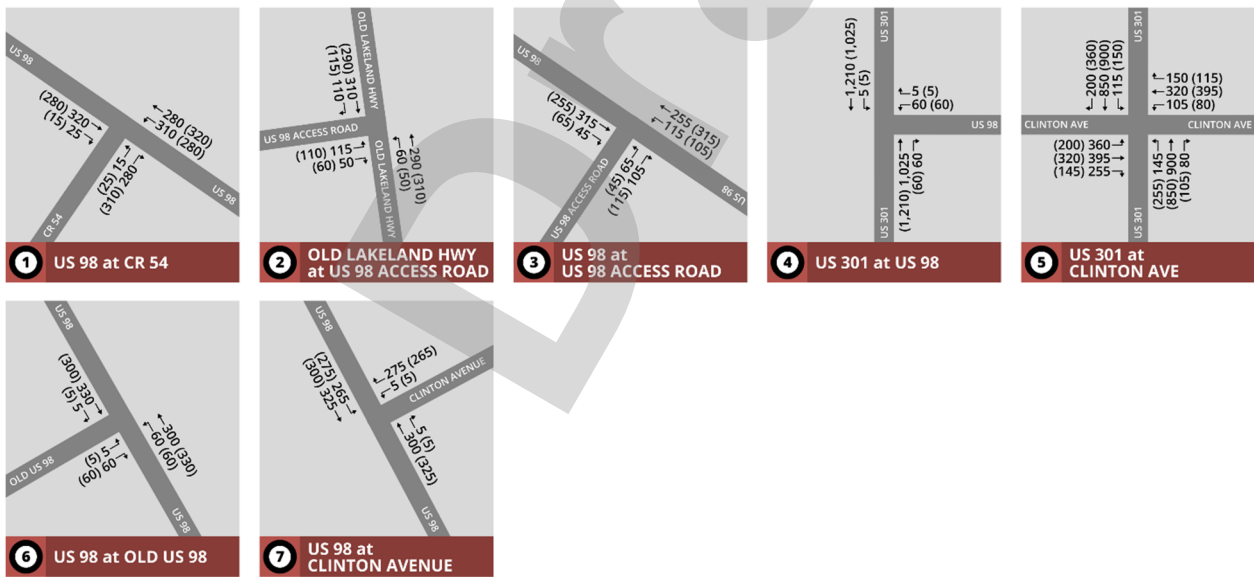 US 98
(280) 320
(15) 25
280 (320)
310 (280)
(25) 15
(310) 280
CR 54
US 98
1 US 98 at CR 54
OLD LAKELAND HWY
(290) 310
(115) 110
US 98 ACCESS ROAD
(110) 115
(60) 50
290 (310)
60 (50)
OLD LAKELAND HWY
2 OLD LAKELAND HWY
at US 98 ACCESS ROAD
US 98
(255) 315
(65) 45
255 (315)
115 (105)
(45) 65
(115) 105
US 98 ACCESS ROAD
US 98
3 US 98 at
US 98 ACCESS ROAD
US 301
1,210 (1,025)
5 (5)
5 (5)
60 (60)
US 98
(1,210) 1,025
(60) 60
US 301
4 US 301 at US 98
US 301
200 (360)
850 (900)
115 (150)
150 (115)
320 (395)
105 (80)
CLINTON AVE
CLINTON AVE
(200) 360
(320) 395
(145) 255
(255) 145
(850) 900
(105) 80
US 301
5 US 301 at
CLINTON AVE
US 98
(300) 330
(5) 5
300 (330)
60 (60)
(5) 5
(60) 60
OLD US 98
US 98
6 US 98 at OLD US 98
US 98
(275) 265
(300) 325
275 (265)
5 (5)
CLINTON AVENUE
5 (5)
300 (325)
US 98
7 US 98 at
CLINTON AVENUE